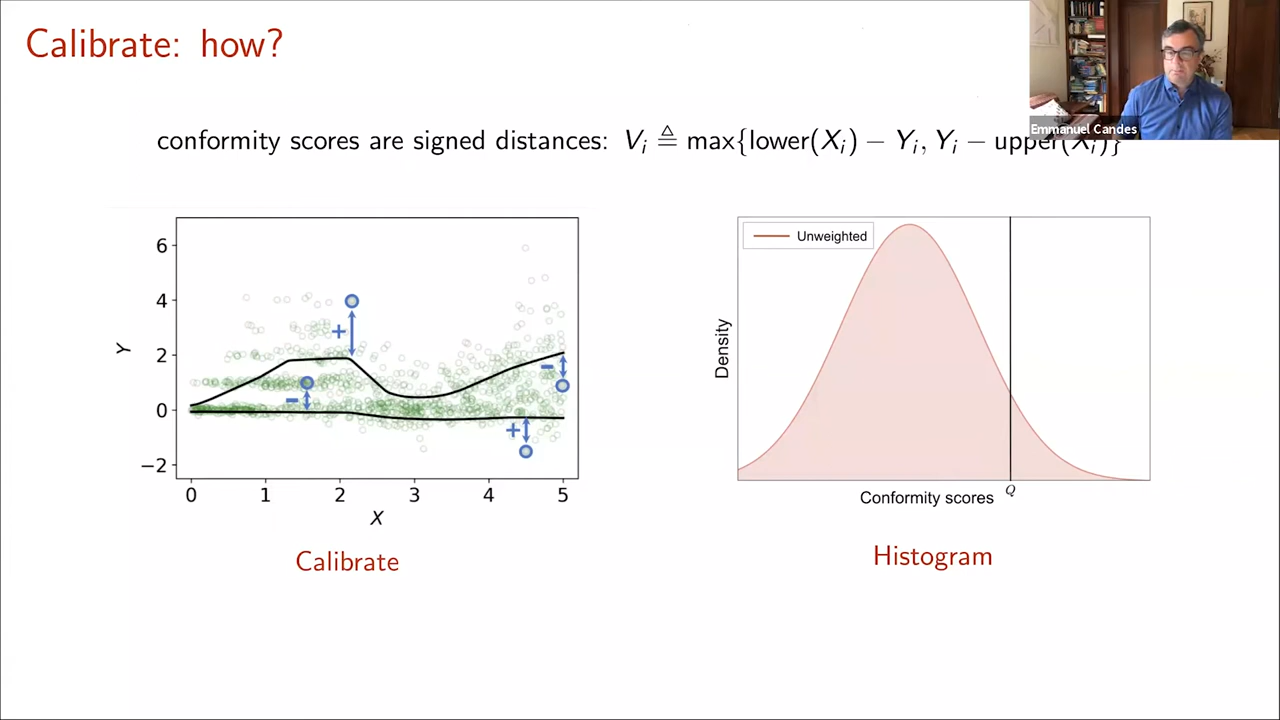 Calibrate: how?
Emmanuel Candes
conformity scores are signed distances: V_i ≜ max{lower(X_i) − Y_i, Y_i − upper(X_i)}
6
4
2
0
−2
Y
0 1 2 3 4 5
X
+
−
−
+
Calibrate
Unweighted
Density
Conformity scores
Q
Histogram